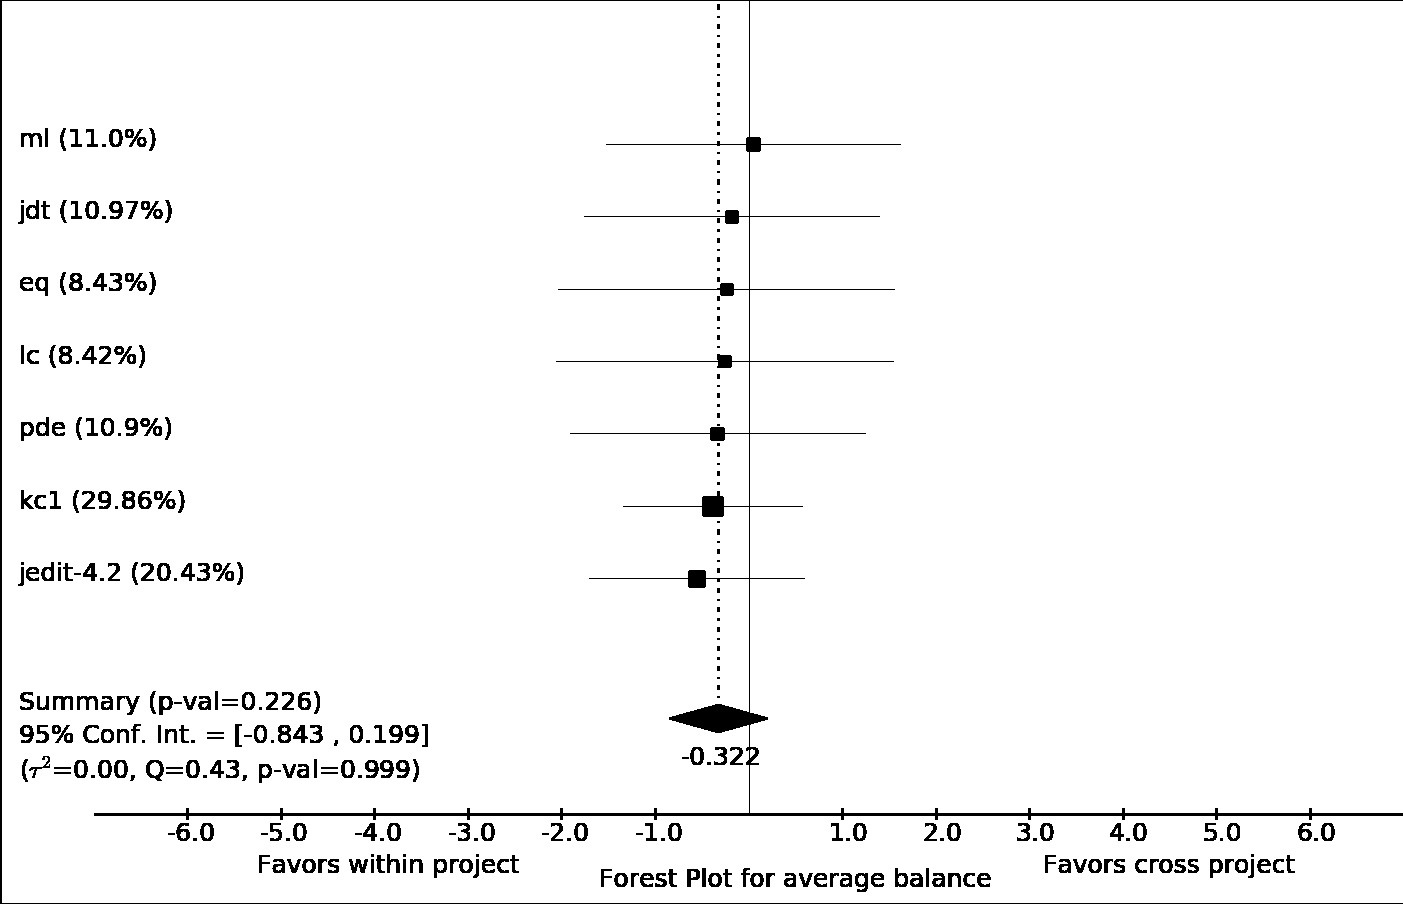 ml (11.0%)
jdt (10.97%)
eq (8.43%)
lc (8.42%)
pde (10.9%)
kc1 (29.86%)
jedit-4.2 (20.43%)
Summary (p-val=0.226)
95% Conf. Int. = [-0.843 , 0.199]
-0.322
(τ²=0.00, Q=0.43, p-val=0.999)
-6.0 -5.0 -4.0 -3.0 -2.0 -1.0 1.0 2.0 3.0 4.0 5.0 6.0
Favors within project Favors cross project
Forest Plot for average balance